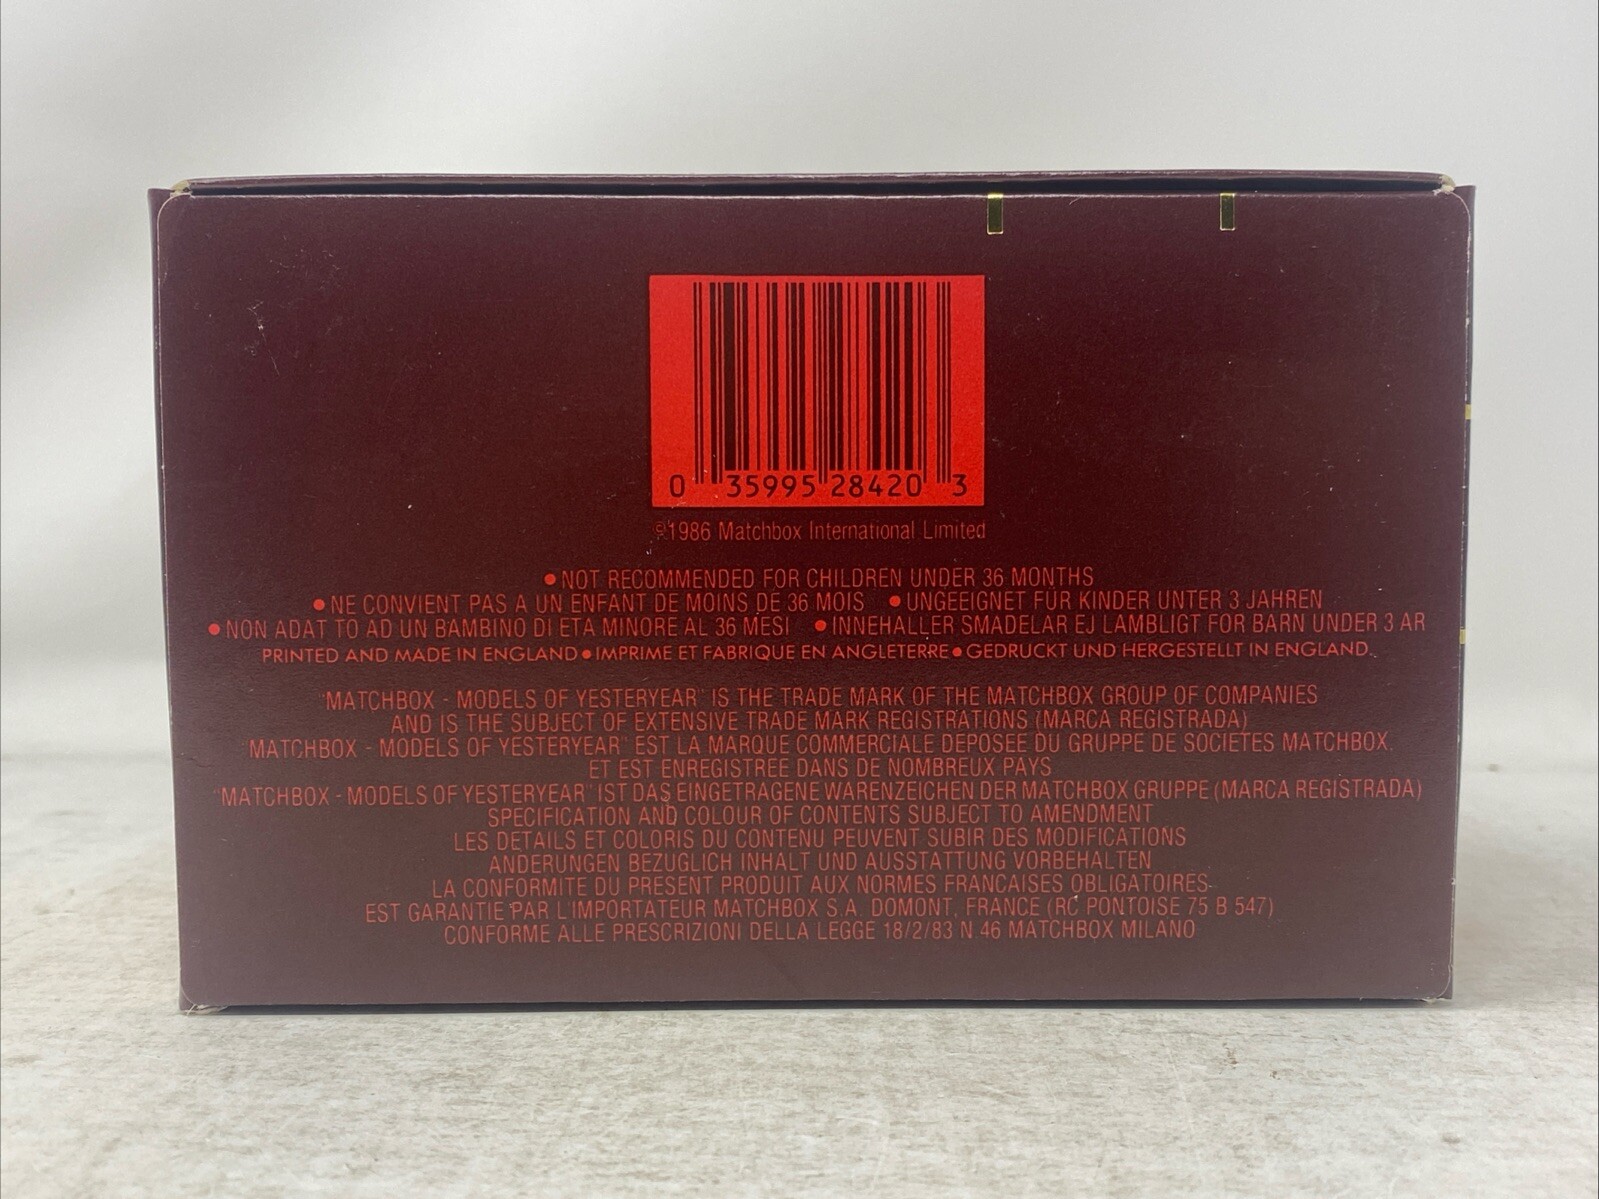 0 35995 28420 3
©1986 Matchbox International Limited
● NOT RECOMMENDED FOR CHILDREN UNDER 36 MONTHS
● NE CONVIENT PAS A UN ENFANT DE MOINS DE 36 MOIS ● UNGEEIGNET FÜR KINDER UNTER 3 JAHREN
● NON ADAT TO AD UN BAMBINO DI ETA MINORE AL 36 MESI ● INNEHALLER SMADELAR EJ LAMBLIGT FOR BARN UNDER 3 AR
PRINTED AND MADE IN ENGLAND ● IMPRIME ET FABRIQUE EN ANGLETERRE ● GEDRUCKT UND HERGESTELLT IN ENGLAND.
"MATCHBOX - MODELS OF YESTERYEAR" IS THE TRADE MARK OF THE MATCHBOX GROUP OF COMPANIES
AND IS THE SUBJECT OF EXTENSIVE TRADE MARK REGISTRATIONS (MARCA REGISTRADA)
MATCHBOX - MODELS OF YESTERYEAR" EST LA MARQUE COMMERCIALE DEPOSEE DU GRUPPE DE SOCIETES MATCHBOX.
ET EST ENREGISTREE DANS DE NOMBREUX PAYS
"MATCHBOX - MODELS OF YESTERYEAR" IST DAS EINGETRAGENE WARENZEICHEN DER MATCHBOX GRUPPE (MARCA REGISTRADA)
SPECIFICATION AND COLOUR OF CONTENTS SUBJECT TO AMENDMENT
LES DETAILS ET COLORIS DU CONTENU PEUVENT SUBIR DES MODIFICATIONS
ANDERUNGEN BEZUGLICH INHALT UND AUSSTATTUNG VORBEHALTEN
LA CONFORMITE DU PRESENT PRODUIT AUX NORMES FRANCAISES OBLIGATOIRES
EST GARANTIE PAR L'IMPORTATEUR MATCHBOX S.A. DOMONT, FRANCE (RC PONTOISE 75 B 547)
CONFORME ALLE PRESCRIZIONI DELLA LEGGE 18/2/83 N 46 MATCHBOX MILANO